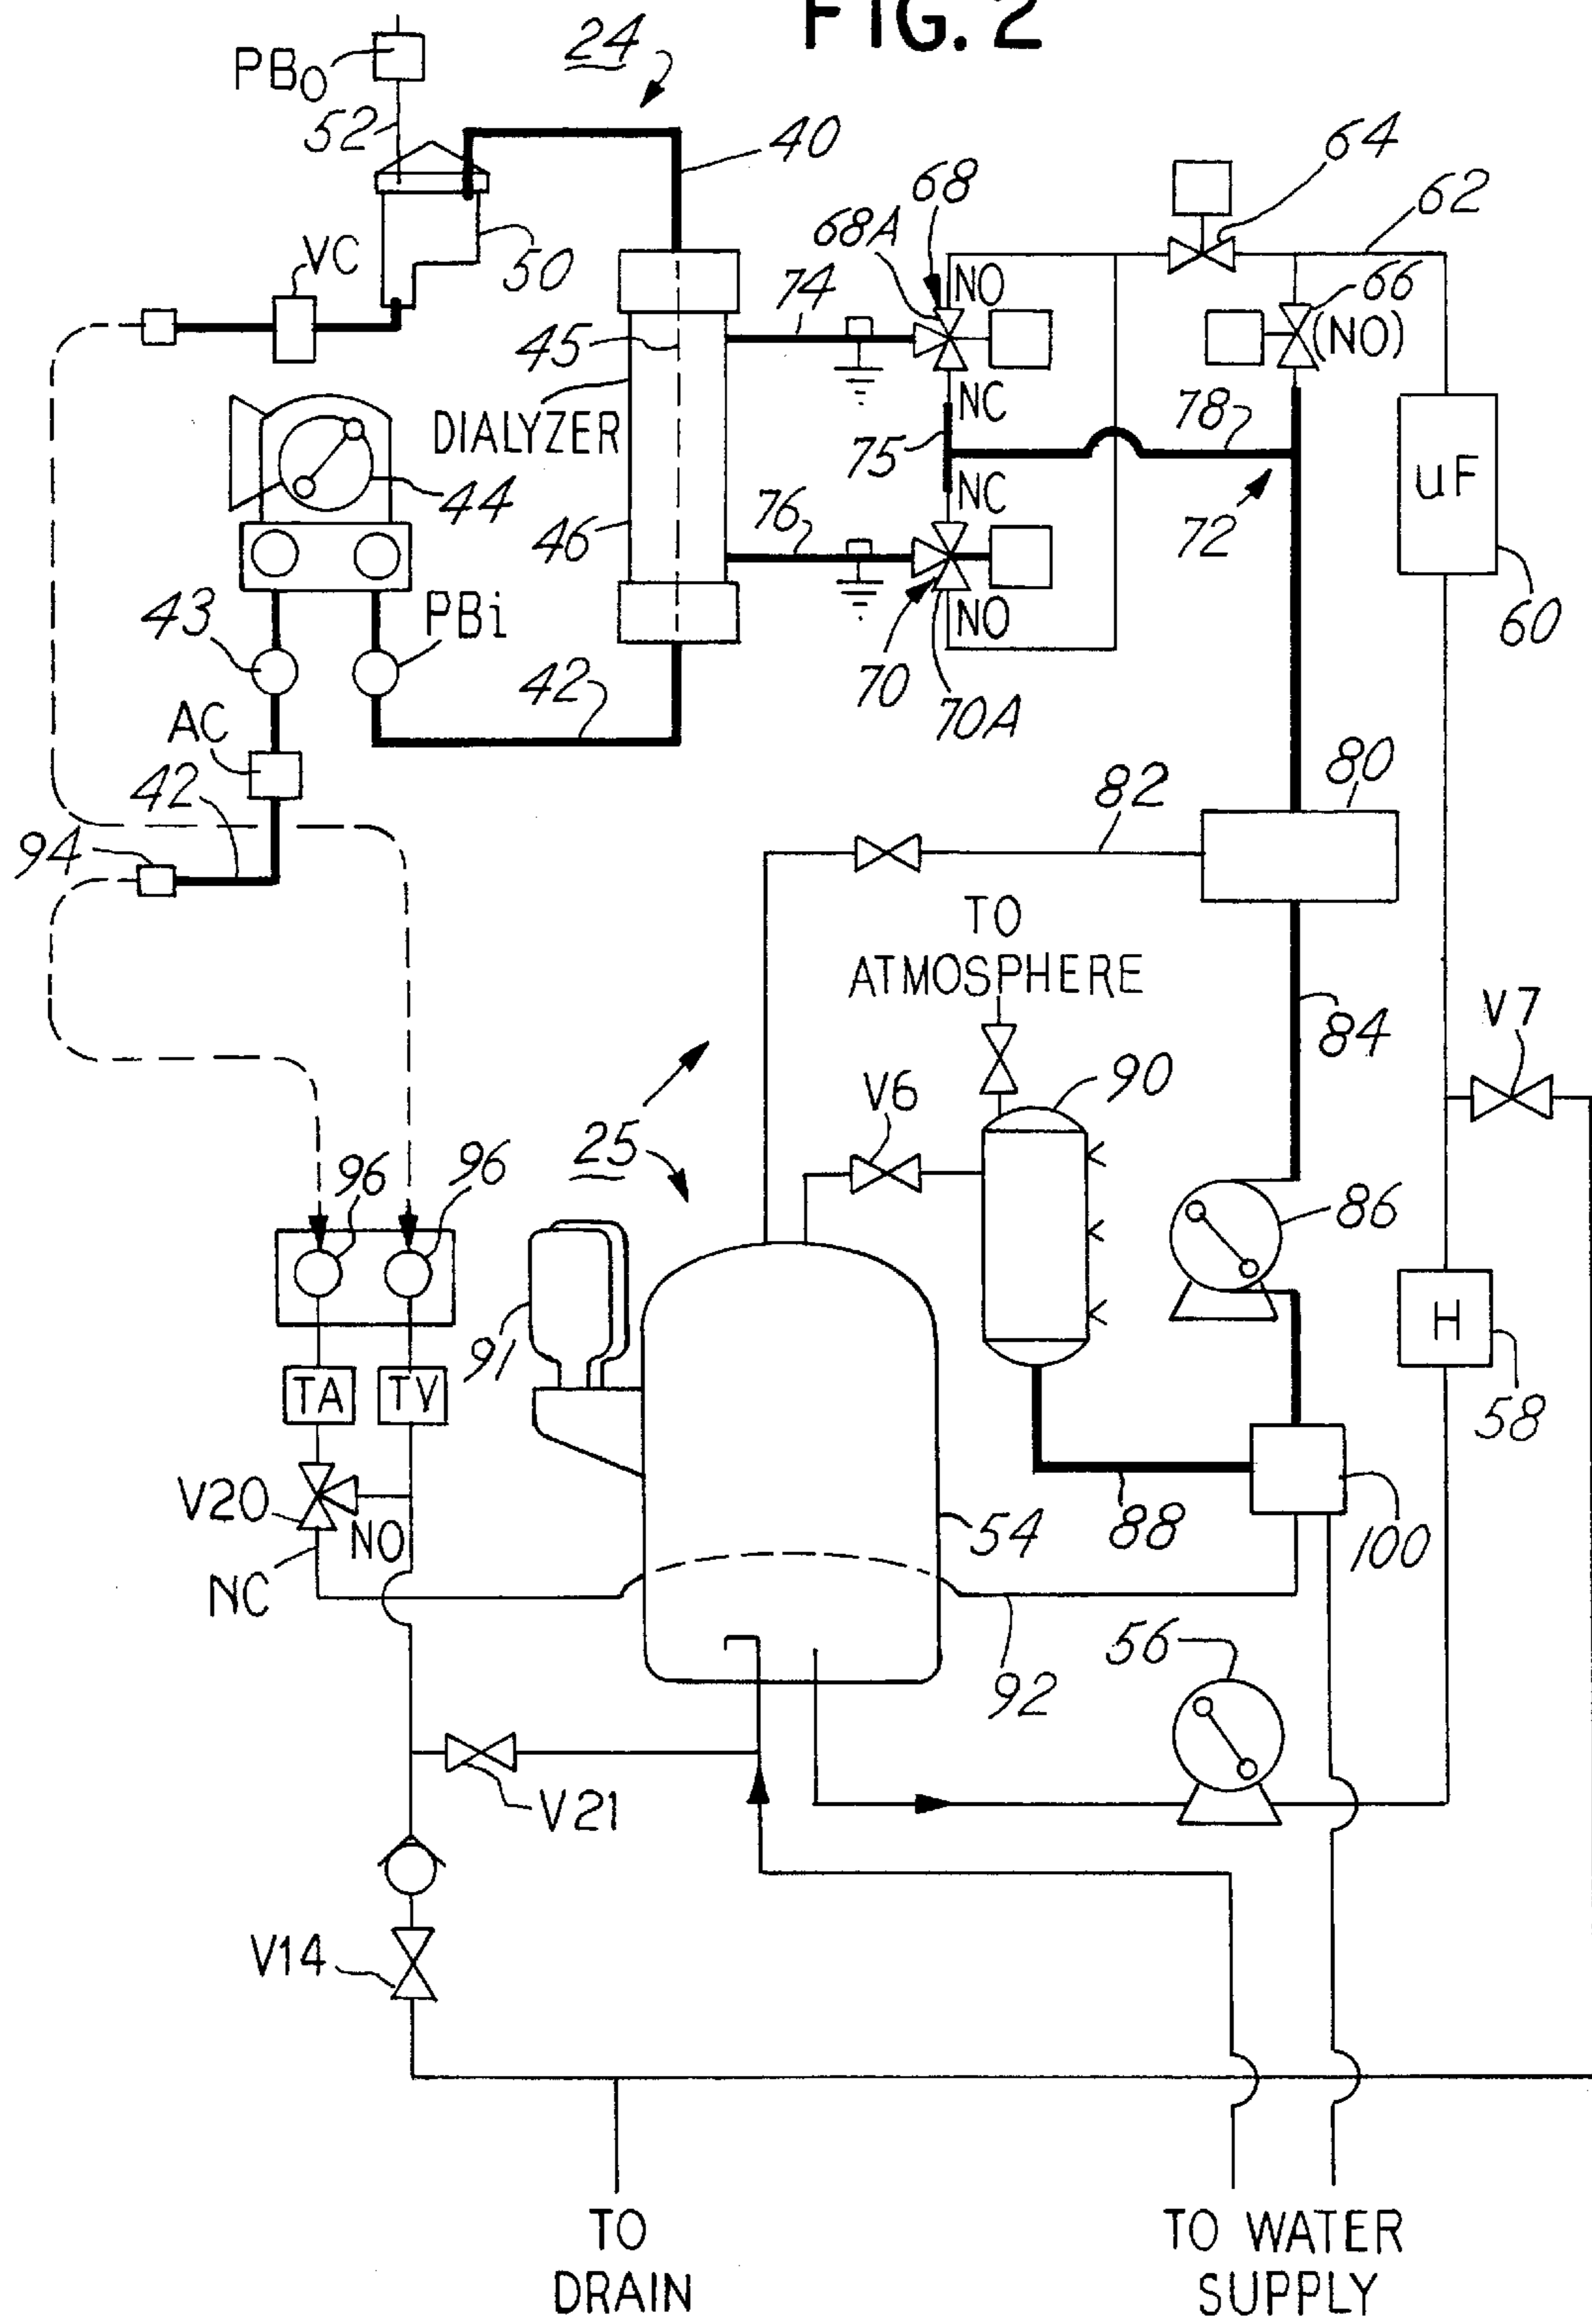 FIG. 2
24
PBO
52
40
64
68
62
68A
VC
50
NO
66
74
(NO)
45
NC
DIALYZER
78
75
uF
44
NC
76
46
72
43
PBi
NO
60
42
70
70A
AC
80
42
82
94
TO
ATMOSPHERE
V7
84
90
V6
25
96
96
86
91
H
TA
TV
58
V20
NO
54
88
100
NC
56
92
V21
V14
TO
DRAIN
TO WATER
SUPPLY